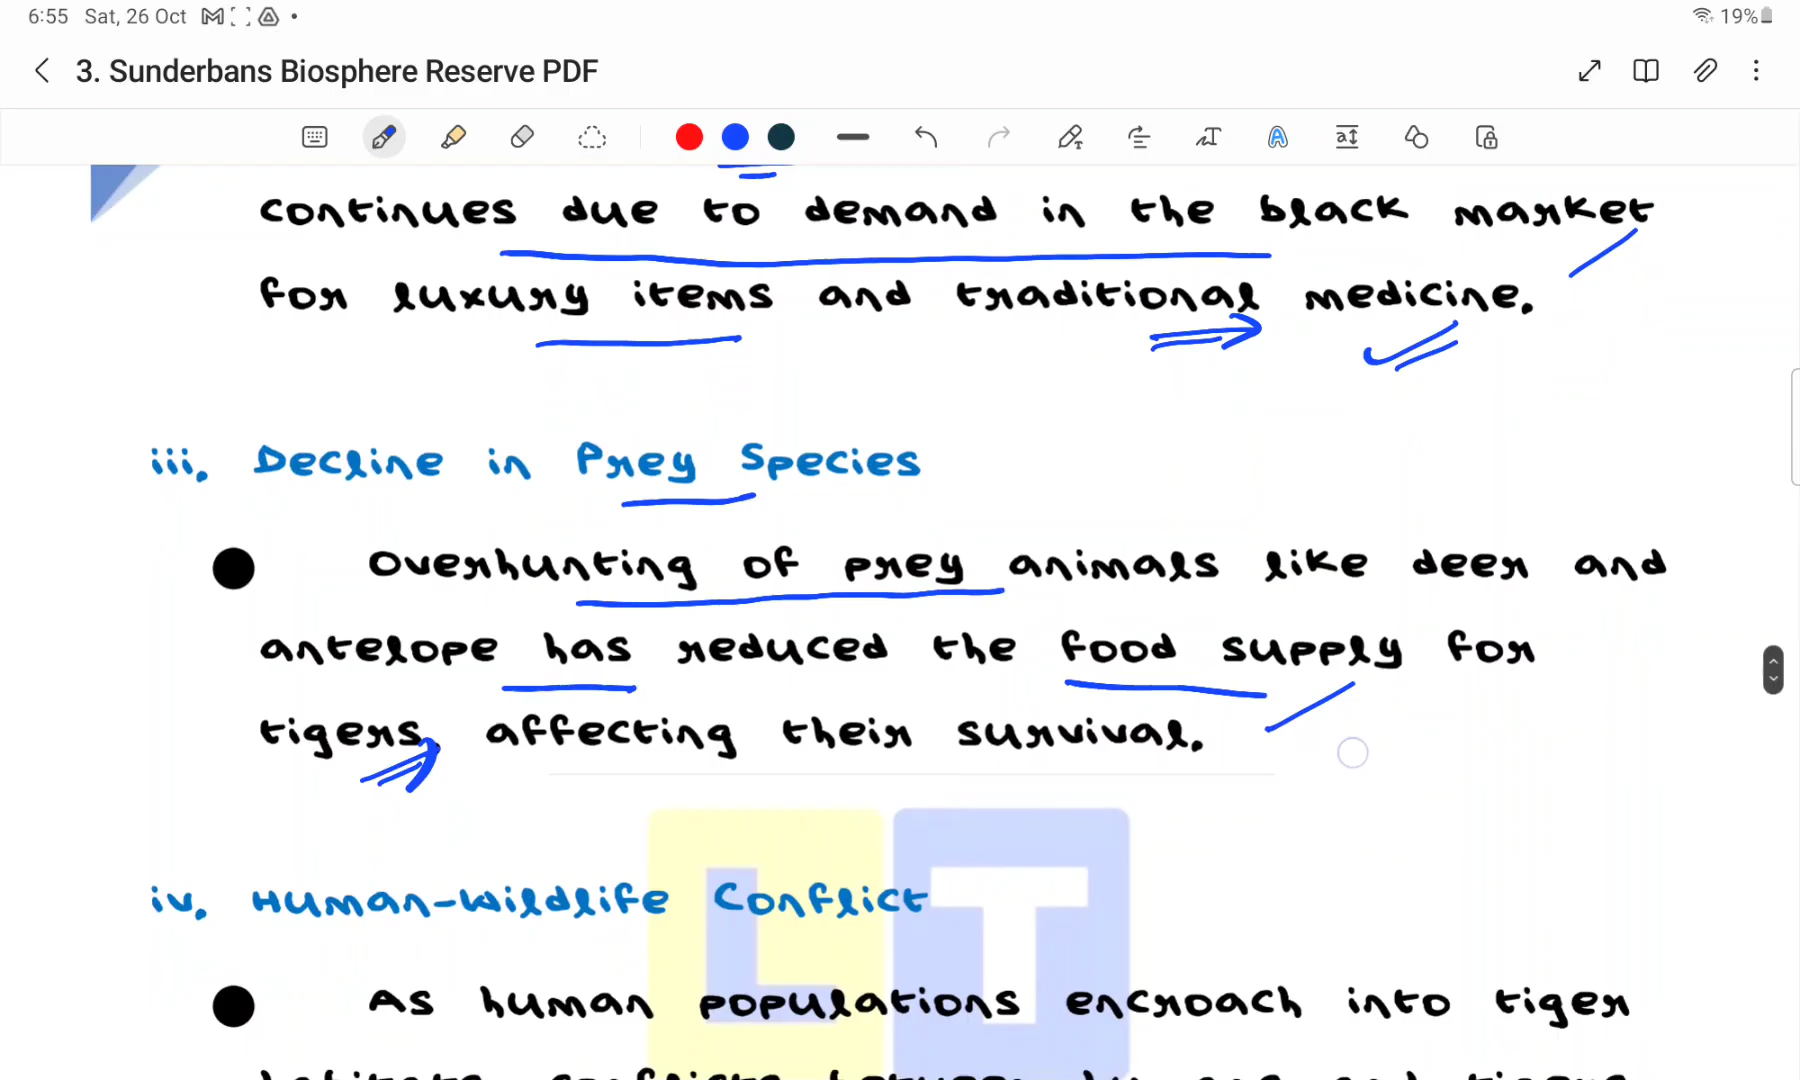 6:55 Sat, 26 Oct
19%
3. Sunderbans Biosphere Reserve PDF
continues due to demand in the black market
for luxury items and traditional medicine.
iii. Decline in Prey Species
● Overhunting of prey animals like deer and
antelope has reduced the food supply for
tigers, affecting their survival.
LT
iv. Human-Wildlife Conflict
● As human populations encroach into tiger